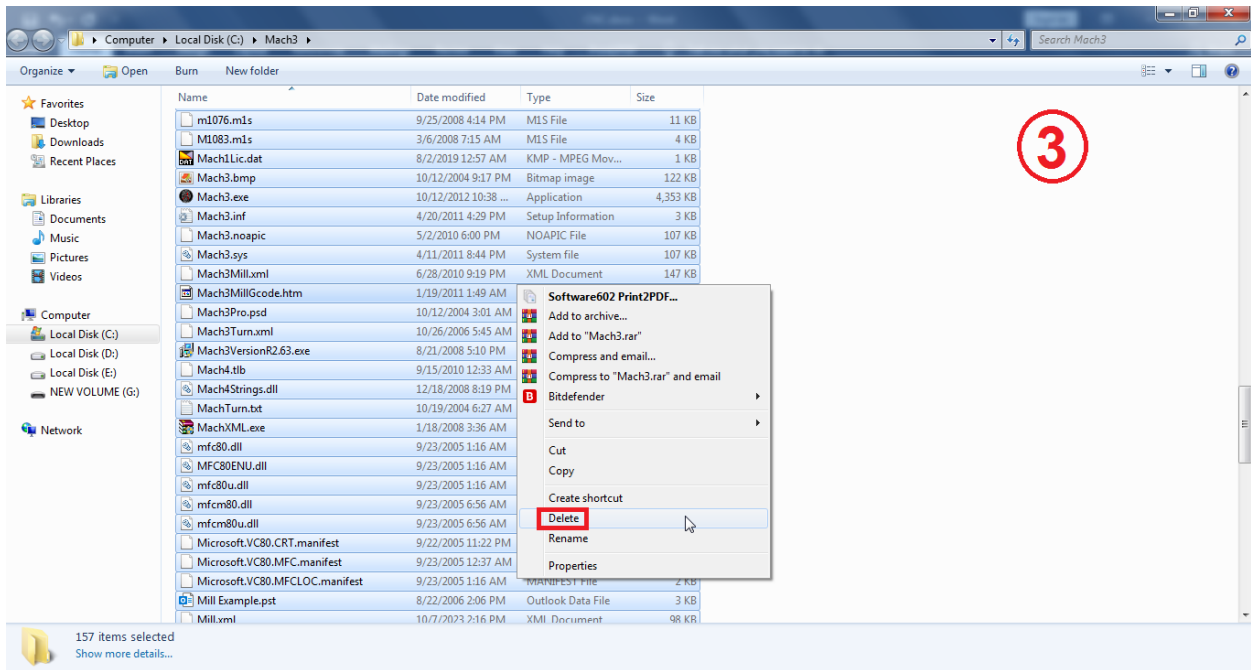 Computer Local Disk (C:) Mach3
Search Mach3
Organize Open Burn New folder
Name Date modified Type Size
Favorites
Desktop
Downloads
Recent Places
Libraries
Documents
Music
Pictures
Videos
Computer
Local Disk (C:)
Local Disk (D:)
Local Disk (E:)
NEW VOLUME (G:)
Network
m1076.m1s 9/25/2008 4:14 PM M1S File 11 KB
M1083.m1s 3/6/2008 7:15 AM M1S File 4 KB
Mach1Lic.dat 8/2/2019 12:57 AM KMP - MPEG Mov... 1 KB
Mach3.bmp 10/12/2004 9:17 PM Bitmap image 122 KB
Mach3.exe 10/12/2012 10:38 ... Application 4,353 KB
Mach3.inf 4/20/2011 4:29 PM Setup Information 3 KB
Mach3.noapic 5/2/2010 6:00 PM NOAPIC File 107 KB
Mach3.sys 4/11/2011 8:44 PM System file 107 KB
Mach3Mill.xml 6/28/2010 9:19 PM XML Document 147 KB
Mach3MillGcode.htm 1/19/2011 1:49 AM
Mach3Pro.psd 10/12/2004 3:01 AM
Mach3Turn.xml 10/26/2006 5:45 AM
Mach3VersionR2.63.exe 8/21/2008 5:10 PM
Mach4.tlb 9/15/2010 12:33 AM
Mach4Strings.dll 12/18/2008 8:19 PM
MachTurn.txt 10/19/2004 6:27 AM
MachXML.exe 1/18/2008 3:36 AM
mfc80.dll 9/23/2005 1:16 AM
MFC80ENU.dll 9/23/2005 1:16 AM
mfc80u.dll 9/23/2005 1:16 AM
mfcm80.dll 9/23/2005 6:56 AM
mfcm80u.dll 9/23/2005 6:56 AM
Microsoft.VC80.CRT.manifest 9/22/2005 11:22 PM
Microsoft.VC80.MFC.manifest 9/23/2005 12:37 AM
Microsoft.VC80.MFCLOC.manifest 9/23/2005 1:16 AM MANIFEST File 2 KB
Mill Example.pst 8/22/2006 2:06 PM Outlook Data File 3 KB
Mill.xml 10/7/2023 2:16 PM XML Document 98 KB
Software602 Print2PDF...
Add to archive...
Add to "Mach3.rar"
Compress and email...
Compress to "Mach3.rar" and email
B Bitdefender
Send to
Cut
Copy
Create shortcut
Delete
Rename
Properties
3
157 items selected
Show more details...